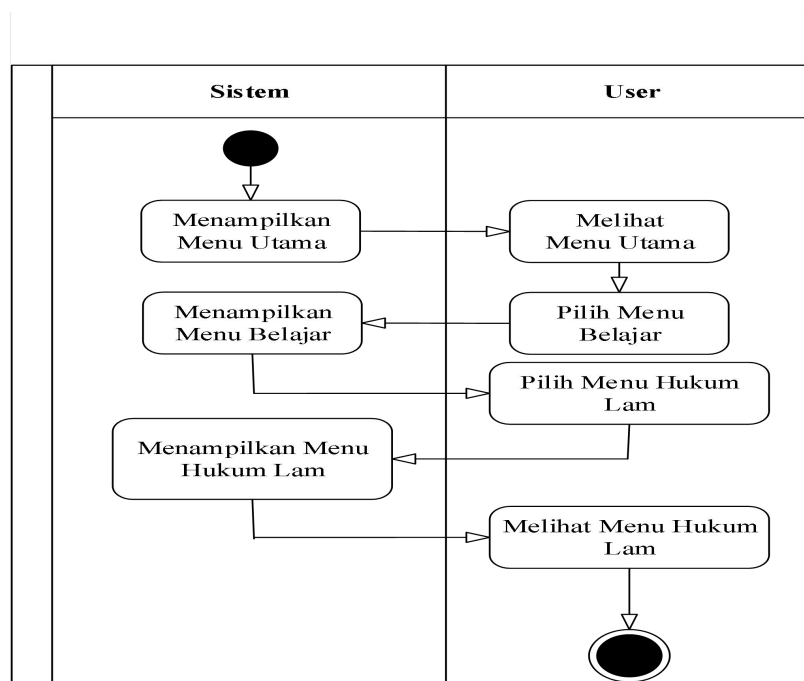 Sistem
User
Menampilkan
Menu Utama
Melihat
Menu Utama
Menampilkan
Menu Belajar
Pilih Menu
Belajar
Pilih Menu Hukum
Lam
Menampilkan Menu
Hukum Lam
Melihat Menu Hukum
Lam